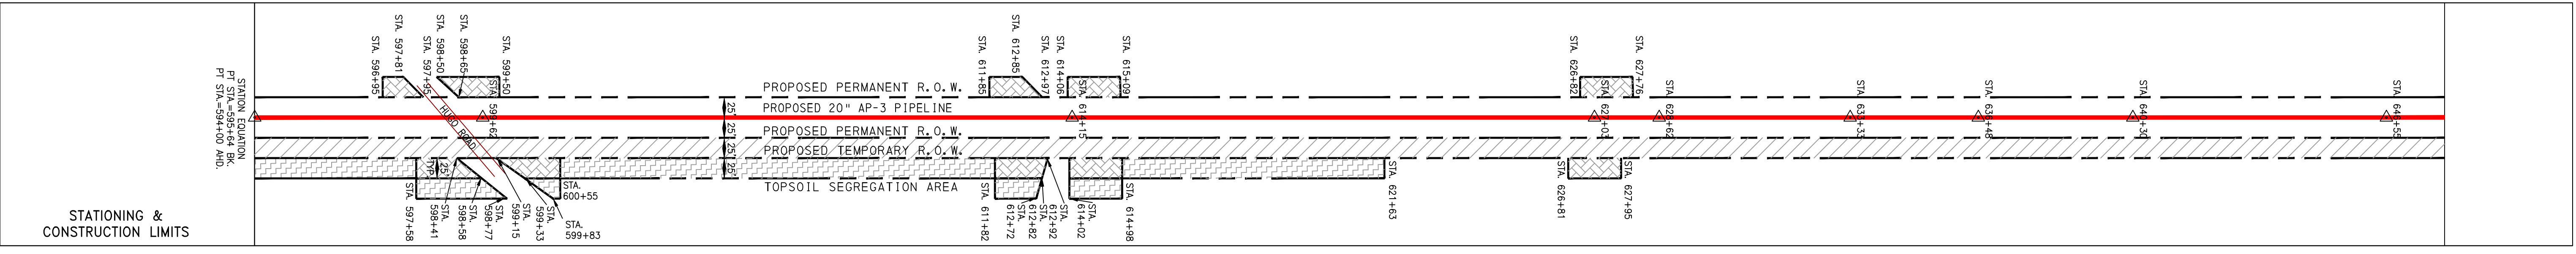 STATIONING &
CONSTRUCTION LIMITS
STATION EQUATION
PT STA.=595+64 BK.
PT STA.=594+00 AHD.
STA. 596+95
STA. 597+81
STA. 597+95
STA. 598+50
STA. 598+65
STA. 599+50
STA. 599+62
HUGO ROAD
STA. 597+58
25'
TYP.
STA. 598+41
STA. 598+58
STA. 598+77
STA. 599+15
STA. 599+33
STA.
599+83
STA.
600+55
PROPOSED PERMANENT R.O.W.
PROPOSED 20" AP-3 PIPELINE
PROPOSED PERMANENT R.O.W.
PROPOSED TEMPORARY R.O.W.
TOPSOIL SEGREGATION AREA
25'
25'
25'
25'
STA. 611+85
STA. 612+85
STA. 612+97
STA. 614+06
STA. 615+09
STA. 614+15
STA. 611+82
STA. 612+72
STA. 612+82
STA. 612+92
STA. 614+02
STA. 614+98
STA. 621+63
STA. 626+82
STA. 627+76
STA. 627+03
STA. 628+62
STA. 626+81
STA. 627+95
STA. 633+33
STA. 636+48
STA. 640+30
STA. 646+55